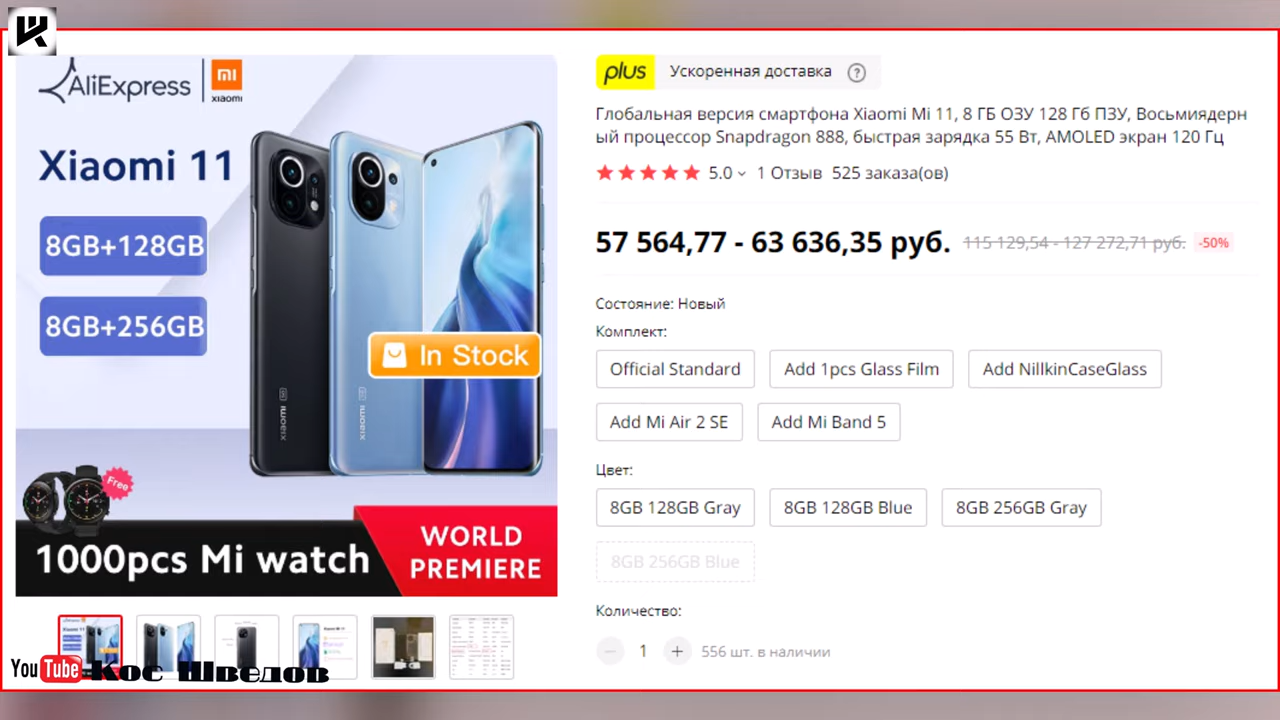 AliExpress
xiaomi
Xiaomi 11
8GB+128GB
8GB+256GB
In Stock
xiaomi
xiaomi
Free
1000pcs Mi watch
WORLD
PREMIERE
plus Ускоренная доставка ?
Глобальная версия смартфона Xiaomi Mi 11, 8 ГБ ОЗУ 128 Гб ПЗУ, Восьмиядерн
ый процессор Snapdragon 888, быстрая зарядка 55 Вт, AMOLED экран 120 Гц
5.0 1 Отзыв 525 заказа(ов)
57 564,77 - 63 636,35 руб. 115 129,54 - 127 272,71 руб. -50%
Состояние: Новый
Комплект:
Official Standard Add 1pcs Glass Film Add NillkinCaseGlass
Add Mi Air 2 SE Add Mi Band 5
Цвет:
8GB 128GB Gray 8GB 128GB Blue 8GB 256GB Gray
8GB 256GB Blue
Количество:
1 + 556 шт. в наличии
YouTube Кос Шведов